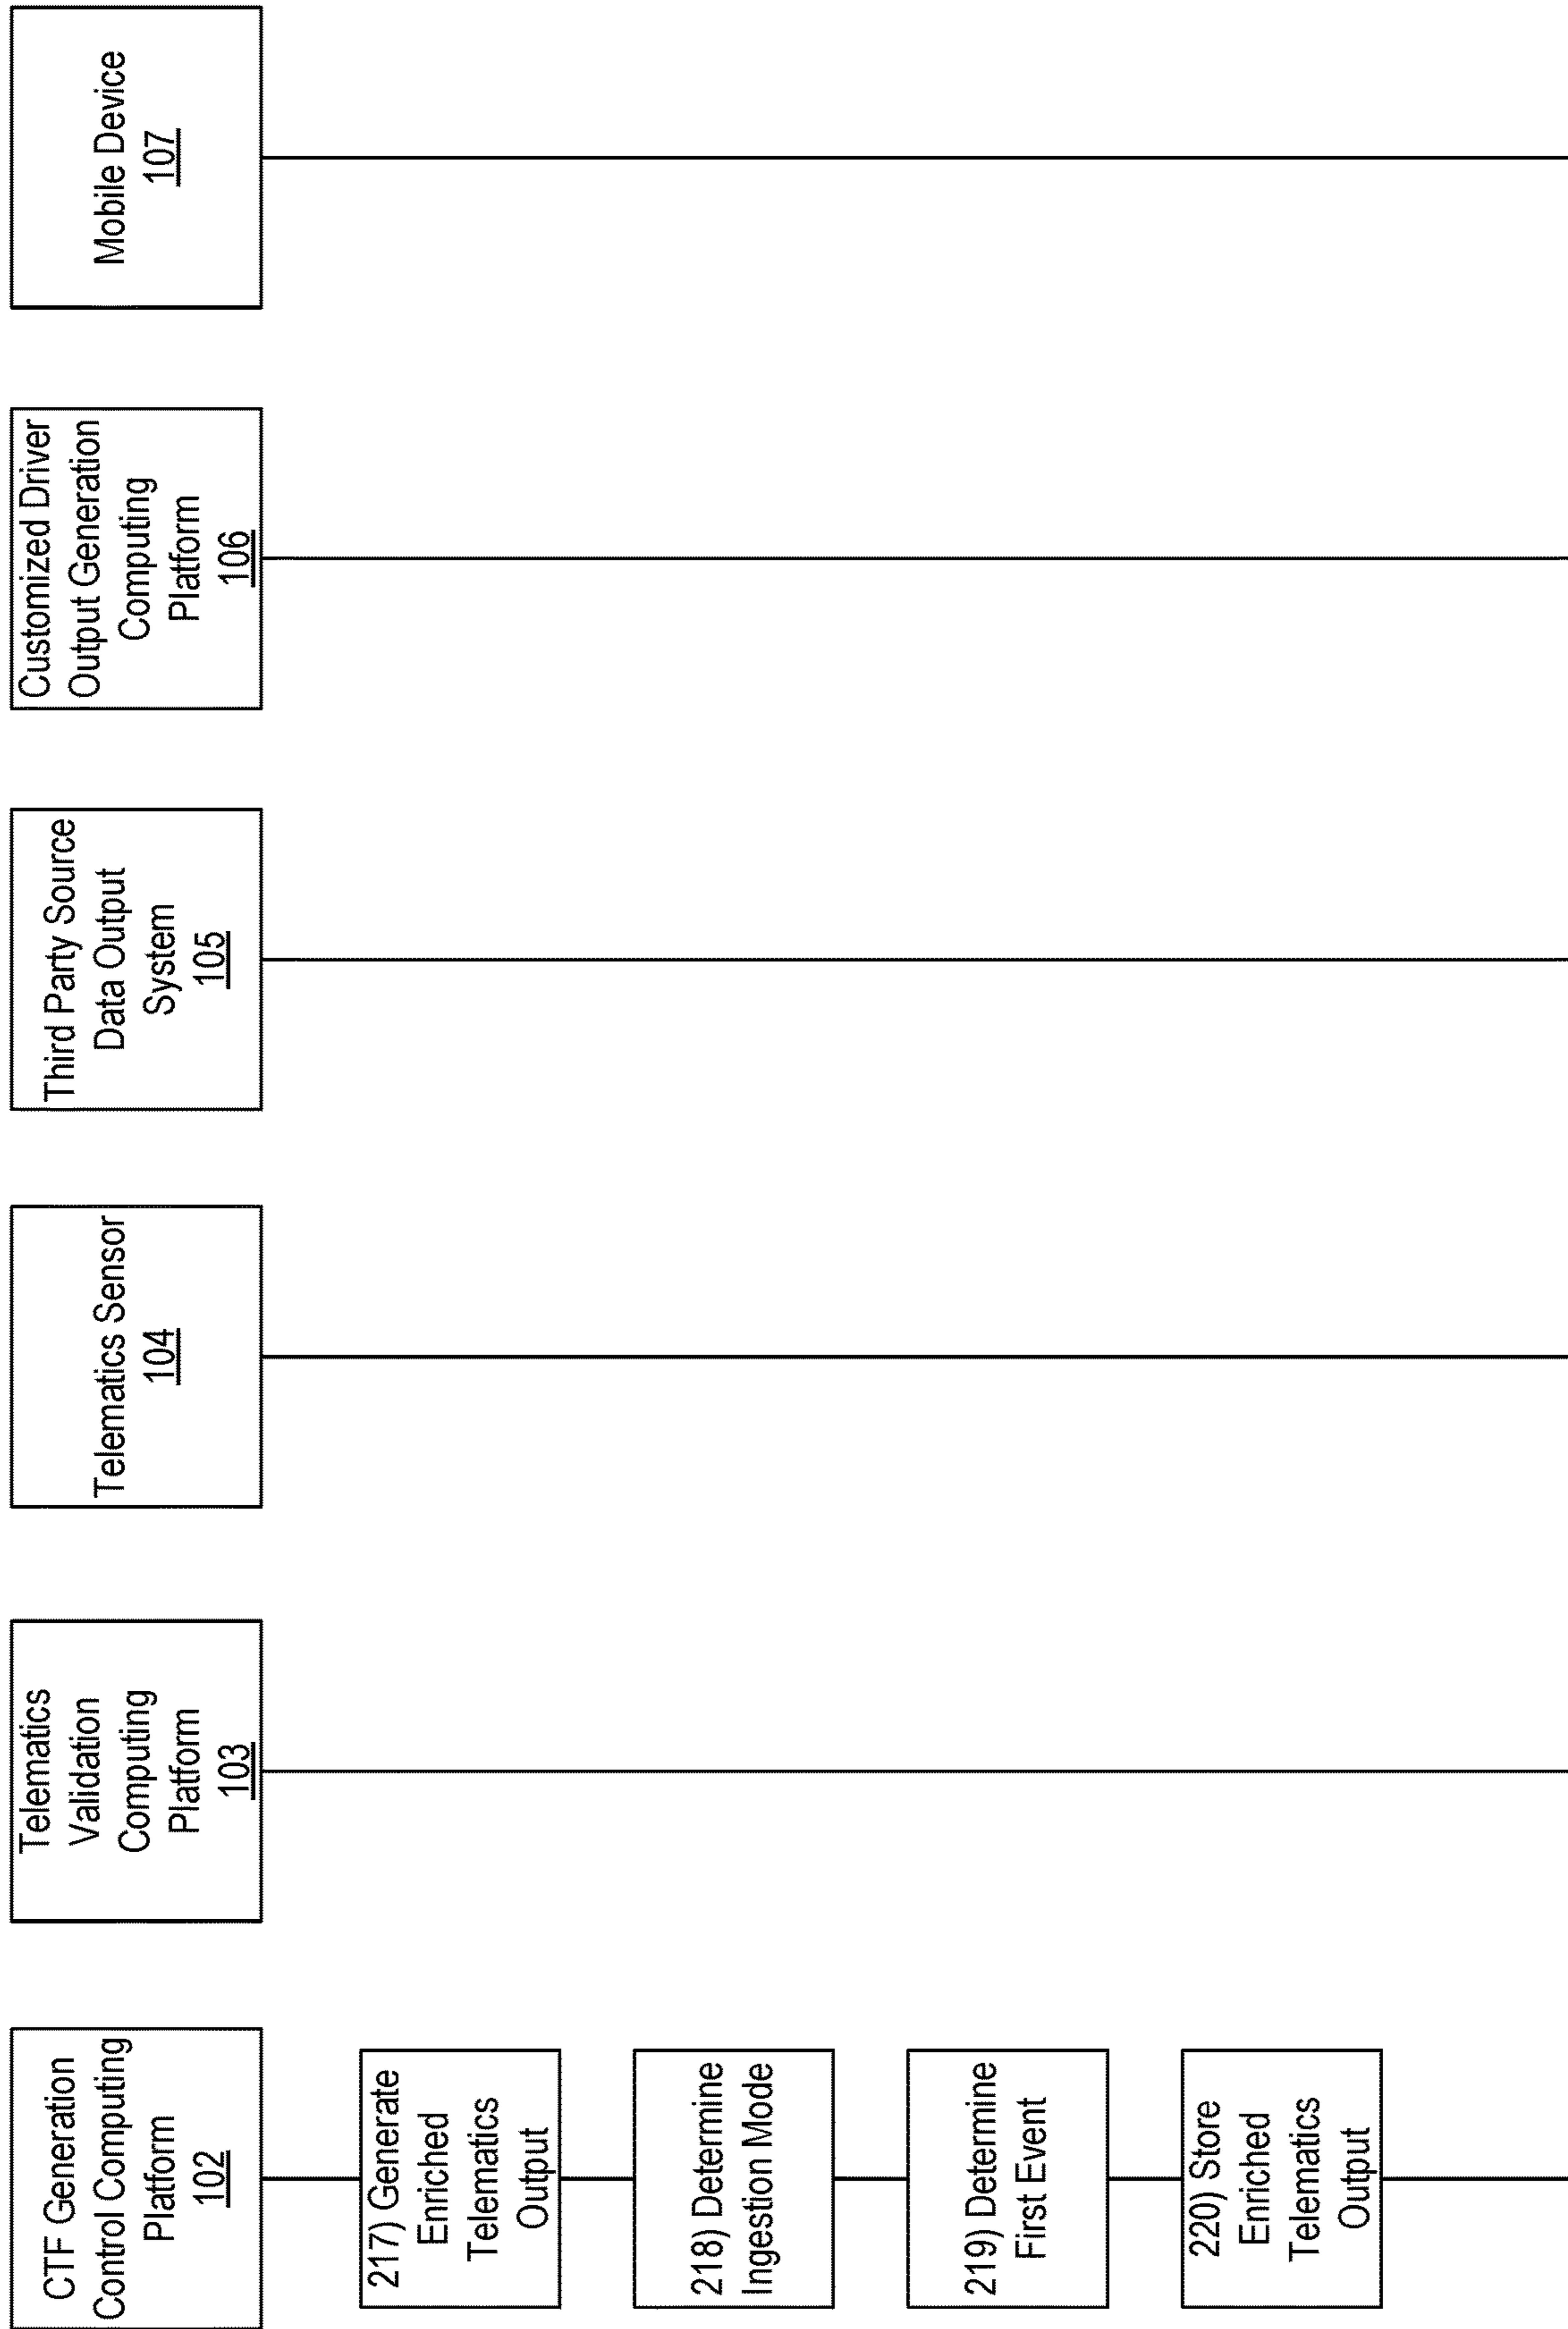 CTF Generation
Control Computing
Platform
102
Telematics
Validation
Computing
Platform
103
Telematics Sensor
104
Third Party Source
Data Output
System
105
Customized Driver
Output Generation
Computing
Platform
106
Mobile Device
107
217) Generate
Enriched
Telematics
Output
218) Determine
Ingestion Mode
219) Determine
First Event
220) Store
Enriched
Telematics
Output